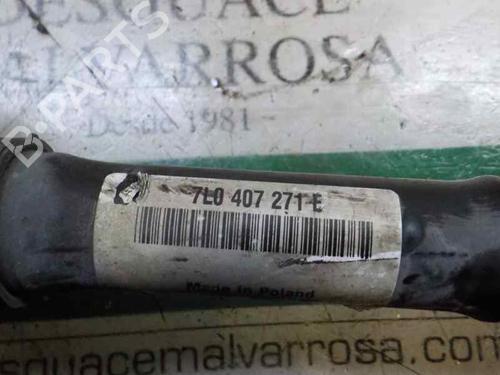 DESGUACE
MALVARROSA
Desde 1981-
B-PARTS
7L0 407 271 E
Made in Poland
desguacemalvarrosa.com